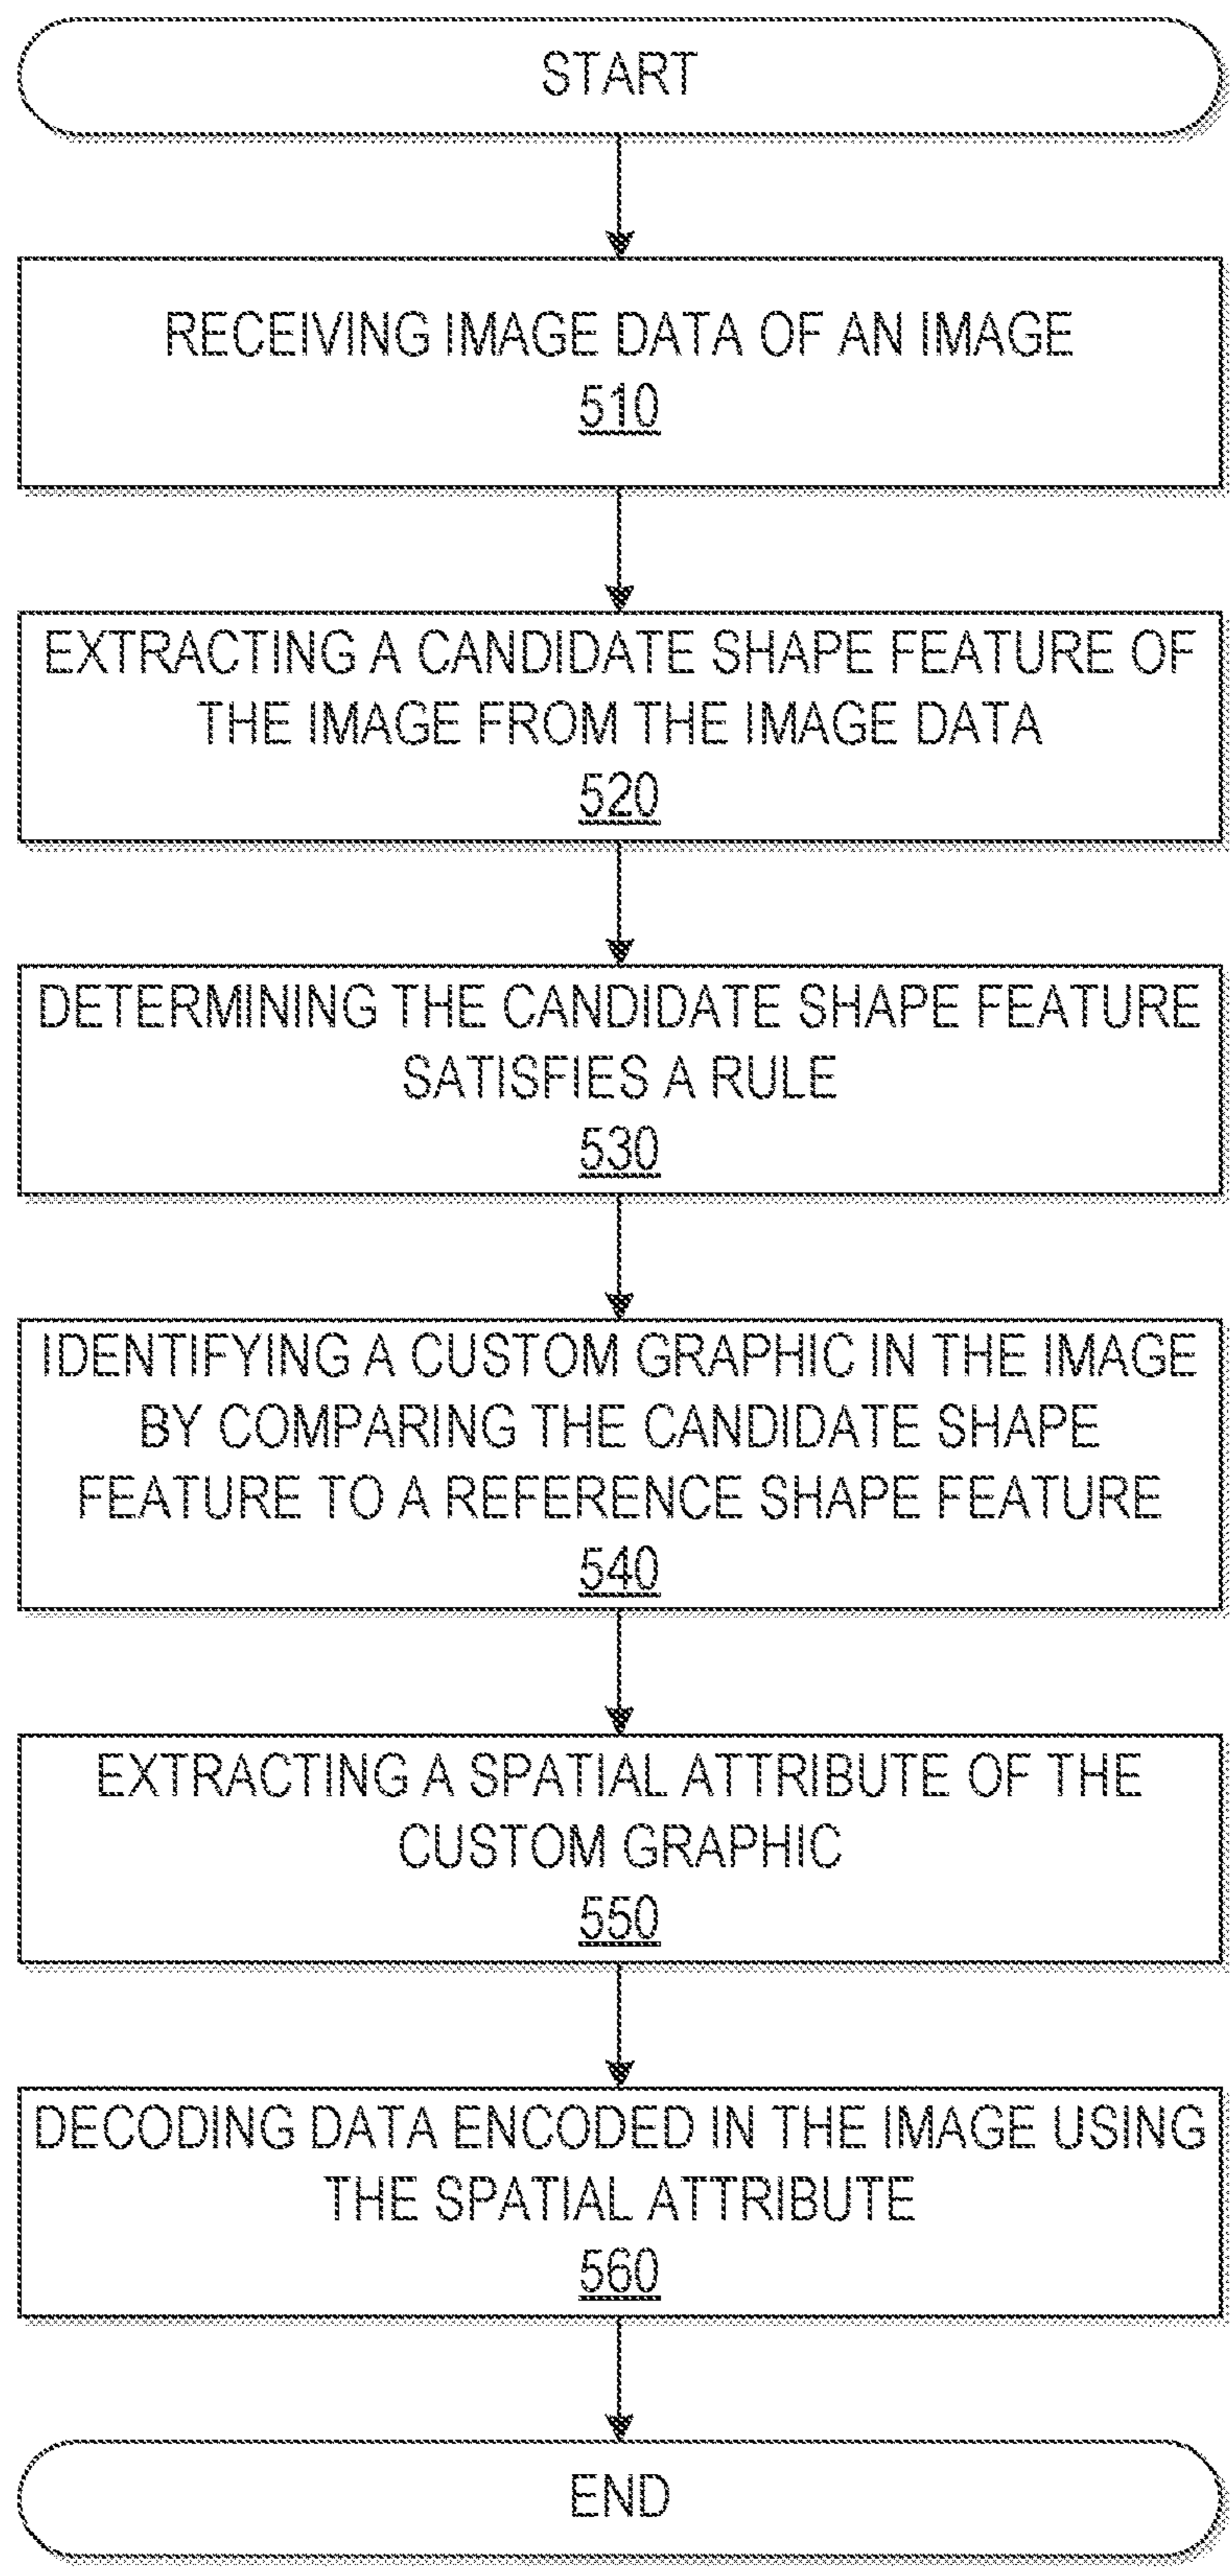 START
RECEIVING IMAGE DATA OF AN IMAGE
510
EXTRACTING A CANDIDATE SHAPE FEATURE OF
THE IMAGE FROM THE IMAGE DATA
520
DETERMINING THE CANDIDATE SHAPE FEATURE
SATISFIES A RULE
530
IDENTIFYING A CUSTOM GRAPHIC IN THE IMAGE
BY COMPARING THE CANDIDATE SHAPE
FEATURE TO A REFERENCE SHAPE FEATURE
540
EXTRACTING A SPATIAL ATTRIBUTE OF THE
CUSTOM GRAPHIC
550
DECODING DATA ENCODED IN THE IMAGE USING
THE SPATIAL ATTRIBUTE
560
END